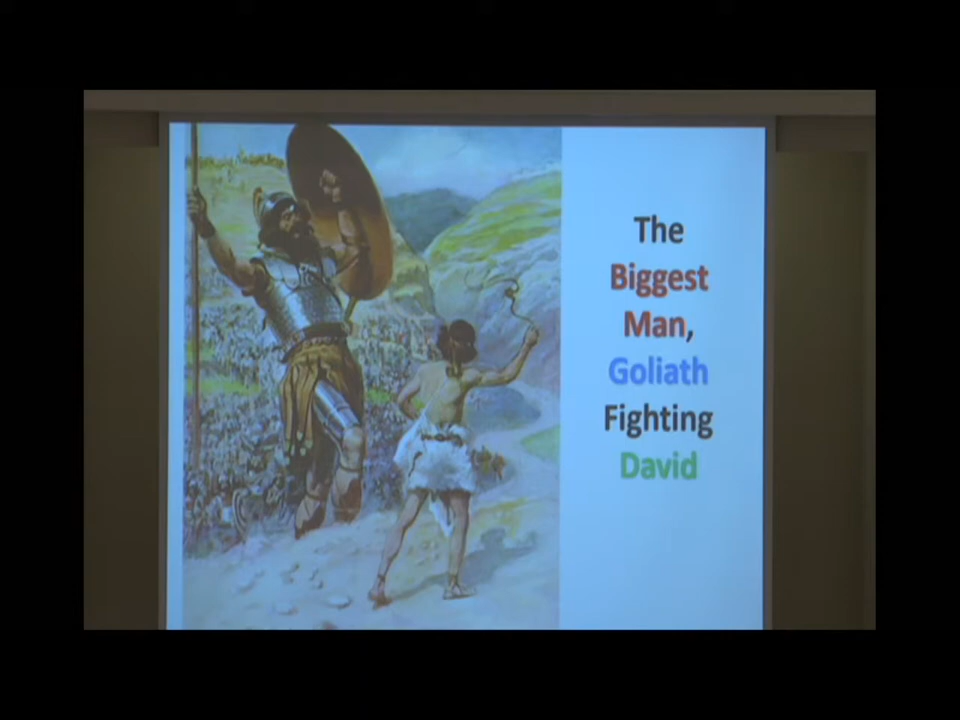 The
Biggest
Man,
Goliath
Fighting
David